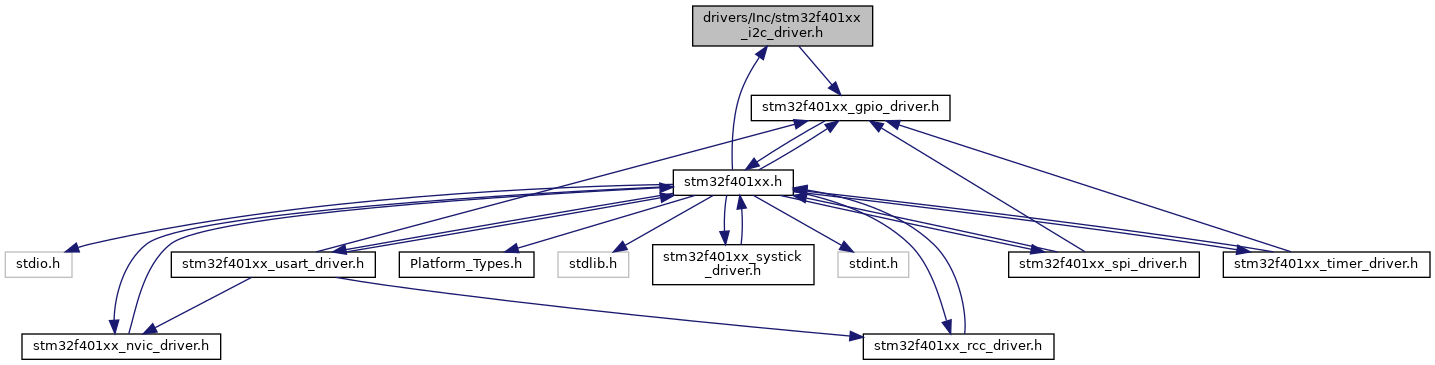 drivers/Inc/stm32f401xx
_i2c_driver.h
stm32f401xx_gpio_driver.h
stm32f401xx.h
stdio.h
stm32f401xx_usart_driver.h
Platform_Types.h
stdlib.h
stm32f401xx_systick
_driver.h
stdint.h
stm32f401xx_spi_driver.h
stm32f401xx_timer_driver.h
stm32f401xx_nvic_driver.h
stm32f401xx_rcc_driver.h